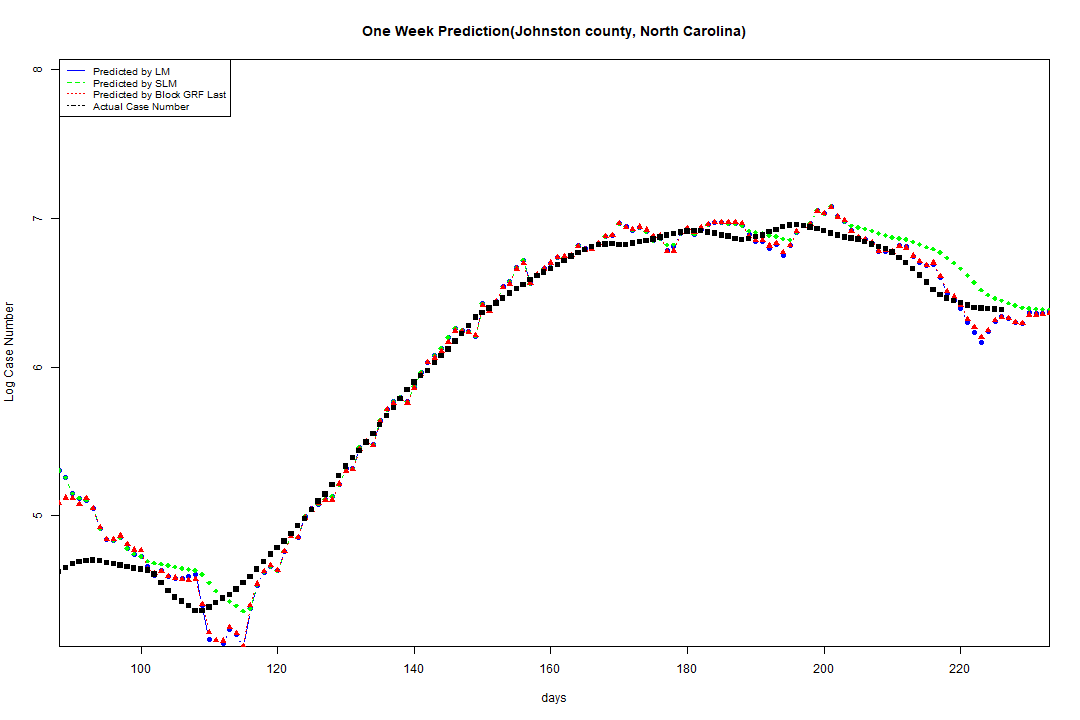 One Week Prediction(Johnston county, North Carolina)
Predicted by LM
Predicted by SLM
Predicted by Block GRF Last
Actual Case Number
8
7
6
5
Log Case Number
100 120 140 160 180 200 220
days